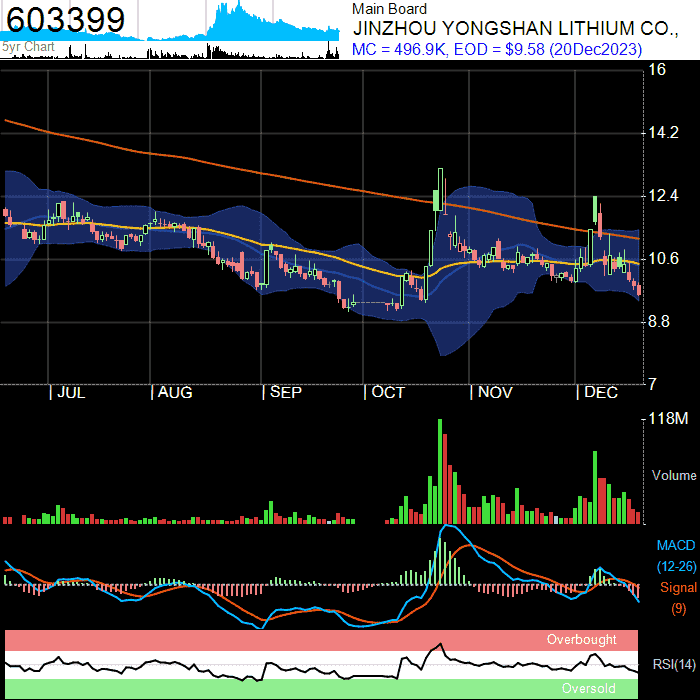 603399
5yr Chart
Main Board
JINZHOU YONGSHAN LITHIUM CO.,
MC = 496.9K, EOD = $9.58 (20Dec2023)
16
14.2
12.4
10.6
8.8
7
| JUL | AUG | SEP | OCT | NOV | DEC
118M
Volume
MACD
(12-26)
Signal
(9)
Overbought
RSI(14)
Oversold